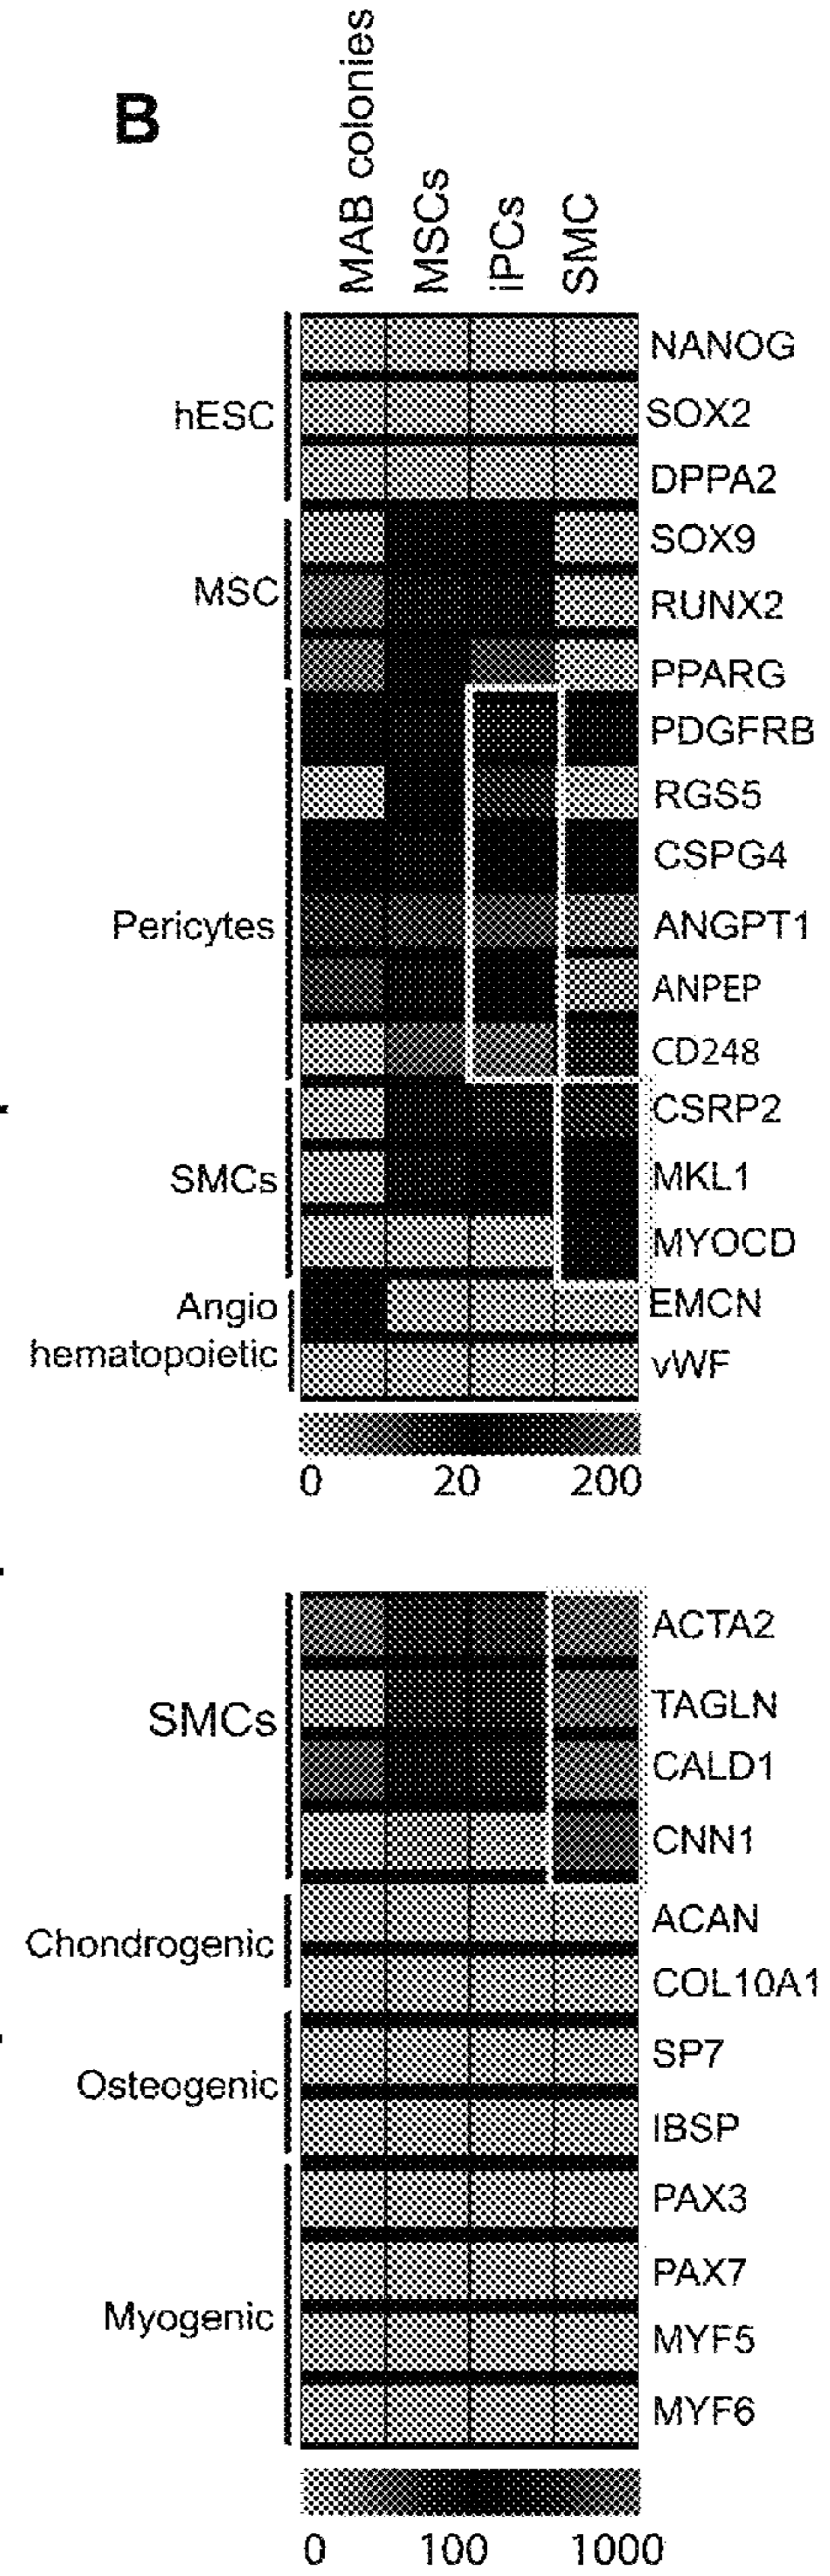 B
MAB colonies
MSCs
iPCs
SMC
hESC
NANOG
SOX2
DPPA2
MSC
SOX9
RUNX2
PPARG
Pericytes
PDGFRB
RGS5
CSPG4
ANGPT1
ANPEP
CD248
SMCs
CSRP2
MKL1
MYOCD
Angio
hematopoietic
EMCN
vWF
0 20 200
SMCs
ACTA2
TAGLN
CALD1
CNN1
Chondrogenic
ACAN
COL10A1
Osteogenic
SP7
IBSP
Myogenic
PAX3
PAX7
MYF5
MYF6
0 100 1000